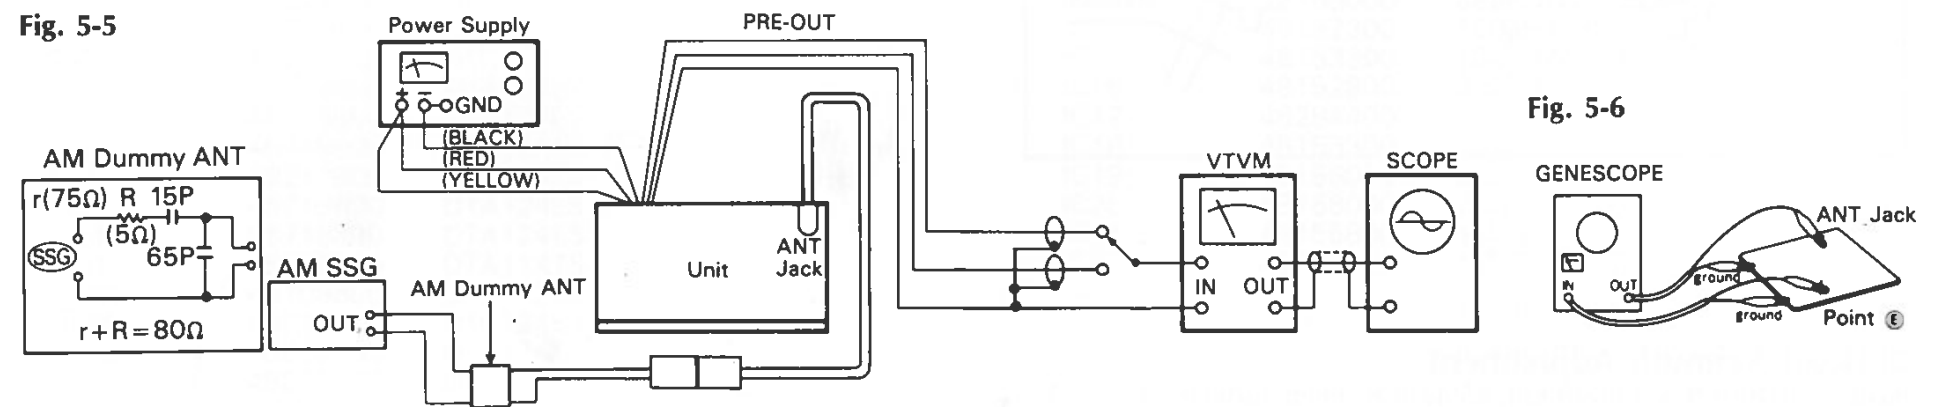 Fig. 5-5
Power Supply
+ −
GND
(BLACK)
(RED)
(YELLOW)
PRE-OUT
AM Dummy ANT
r(75Ω) R 15P
(5Ω)
SSG
65P
r+R=80Ω
AM SSG
OUT
AM Dummy ANT
Unit
ANT
Jack
VTVM
IN OUT
SCOPE
Fig. 5-6
GENESCOPE
IN OUT
ANT Jack
ground
ground
Point Ⓔ